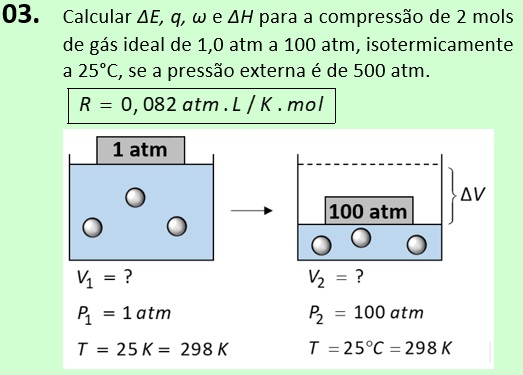 03. Calcular ΔE, q, ω e ΔH para a compressão de 2 mols
de gás ideal de 1,0 atm a 100 atm, isotermicamente
a 25°C, se a pressão externa é de 500 atm.
R = 0, 082 atm . L / K . mol
1 atm
100 atm
ΔV
V₁ = ?
V₂ = ?
P₁ = 1 atm
P₂ = 100 atm
T = 25 K = 298 K
T = 25°C = 298 K